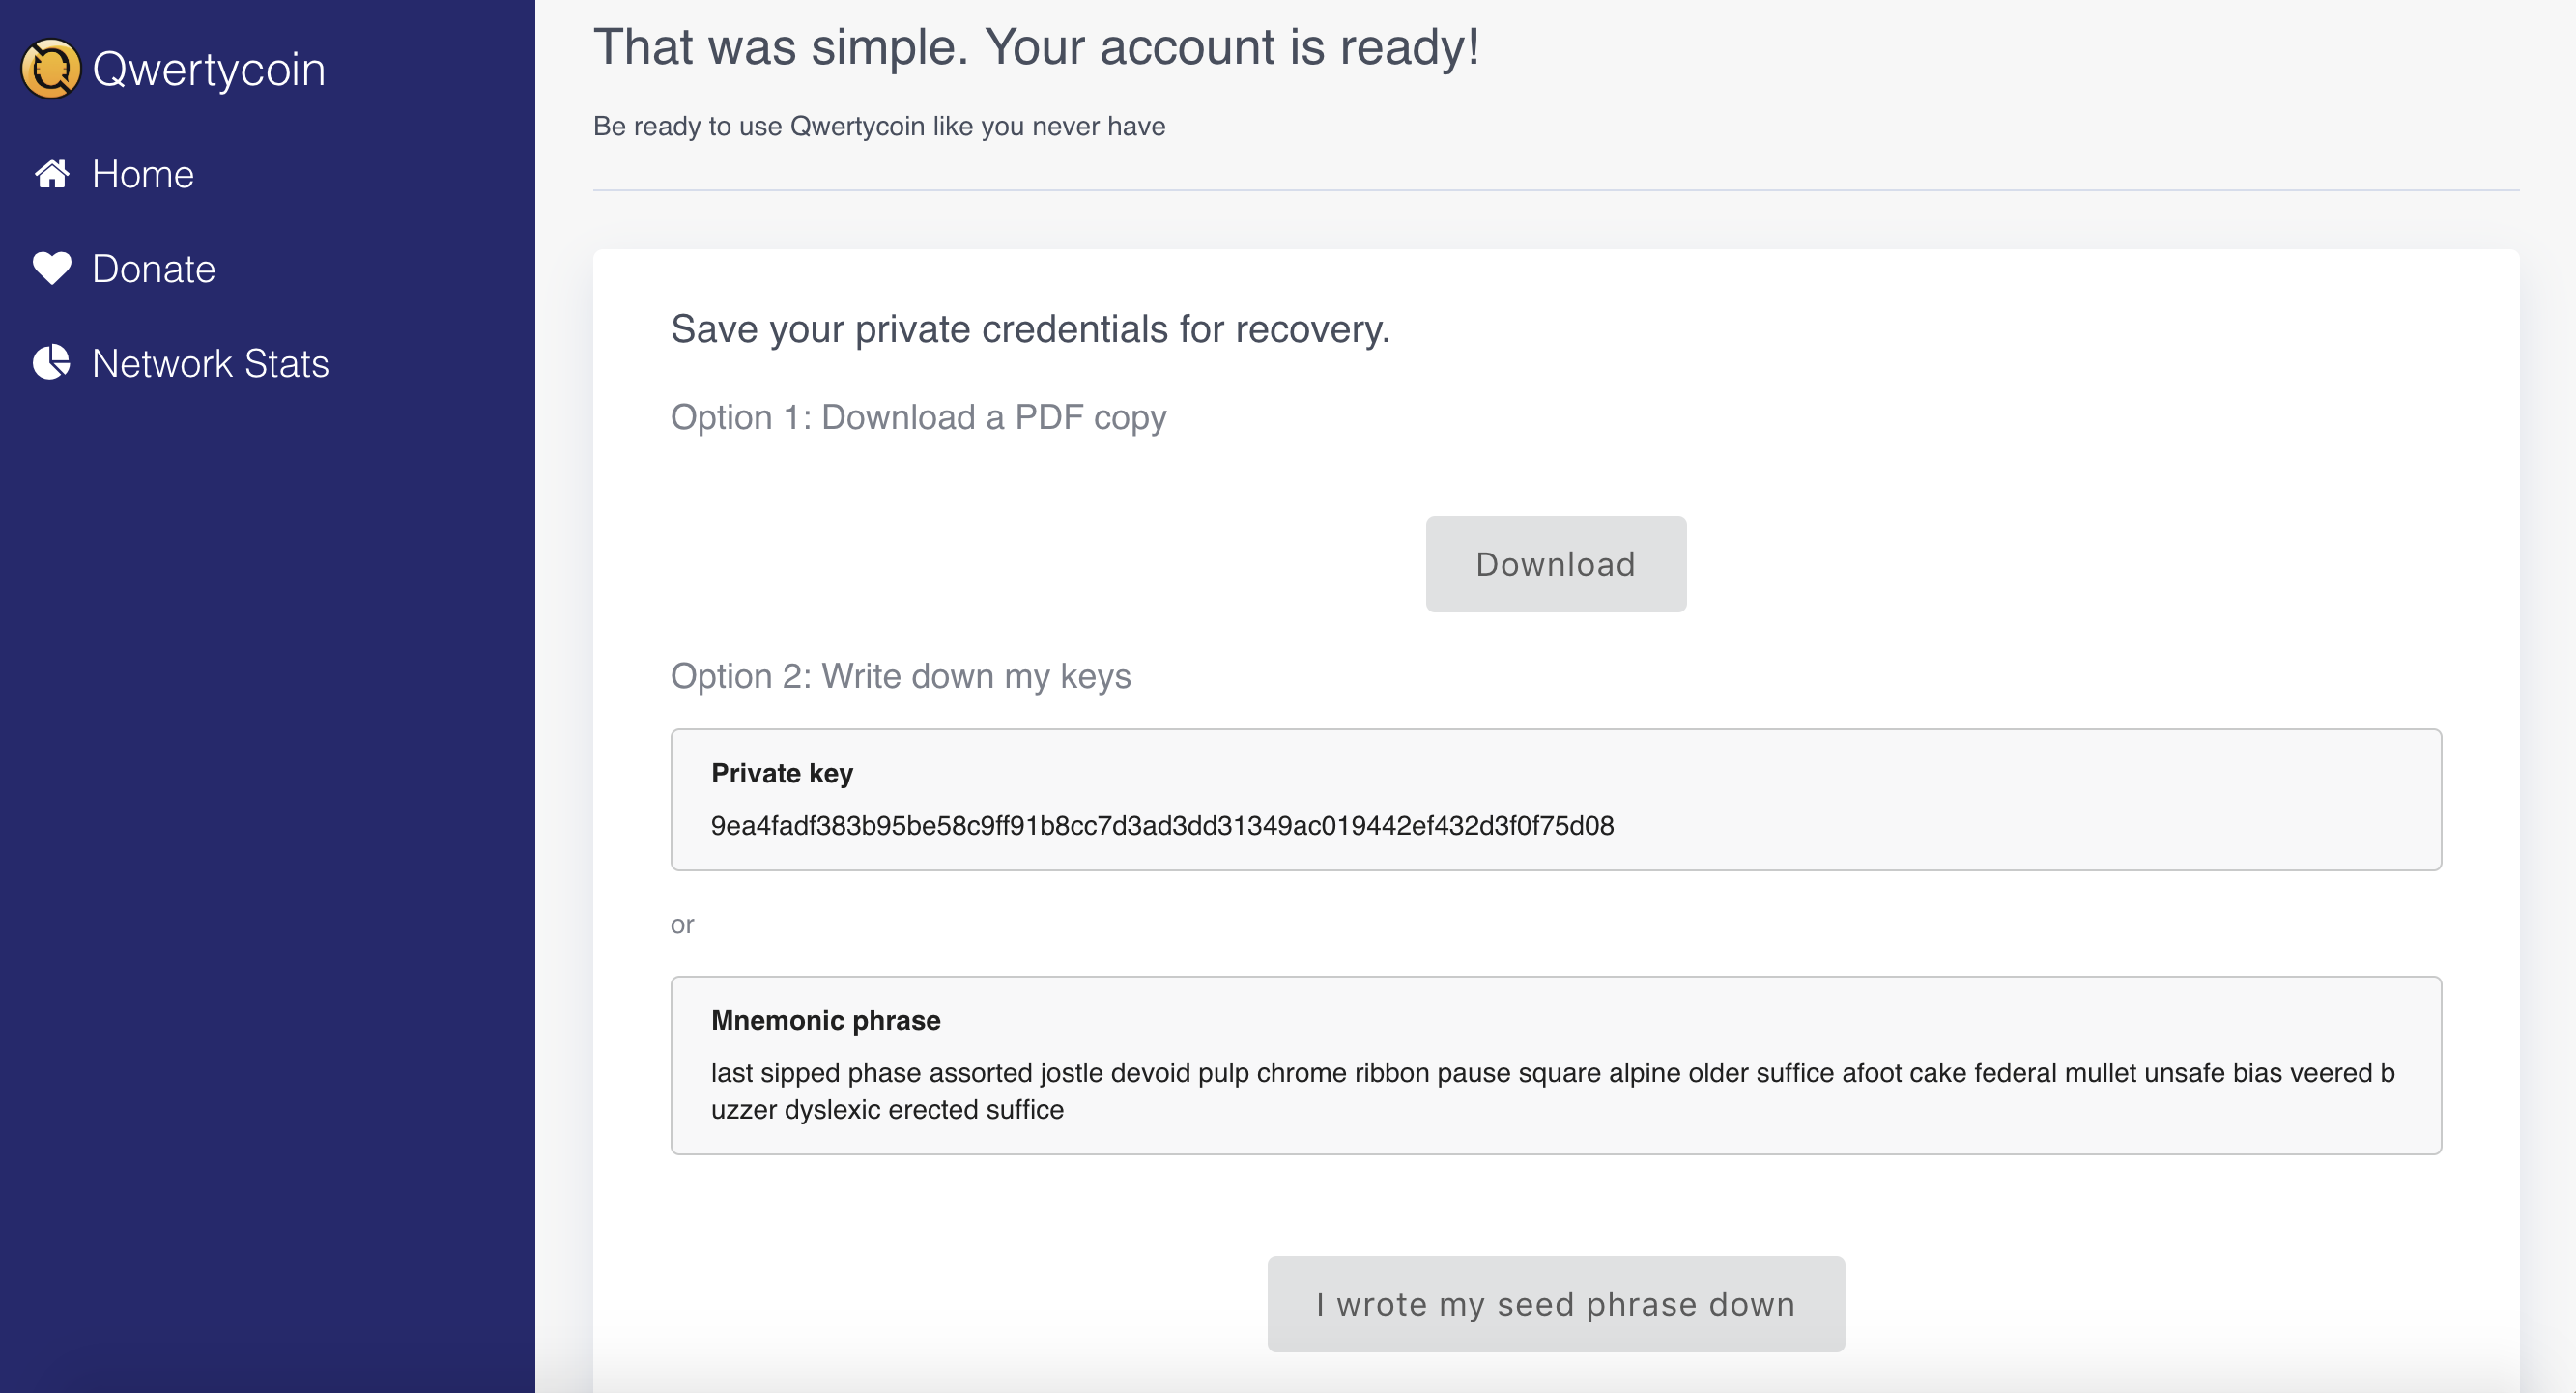 Qwertycoin
Home
Donate
Network Stats
That was simple. Your account is ready!
Be ready to use Qwertycoin like you never have
Save your private credentials for recovery.
Option 1: Download a PDF copy
Download
Option 2: Write down my keys
Private key
9ea4fadf383b95be58c9ff91b8cc7d3ad3dd31349ac019442ef432d3f0f75d08
or
Mnemonic phrase
last sipped phase assorted jostle devoid pulp chrome ribbon pause square alpine older suffice afoot cake federal mullet unsafe bias veered b
uzzer dyslexic erected suffice
I wrote my seed phrase down